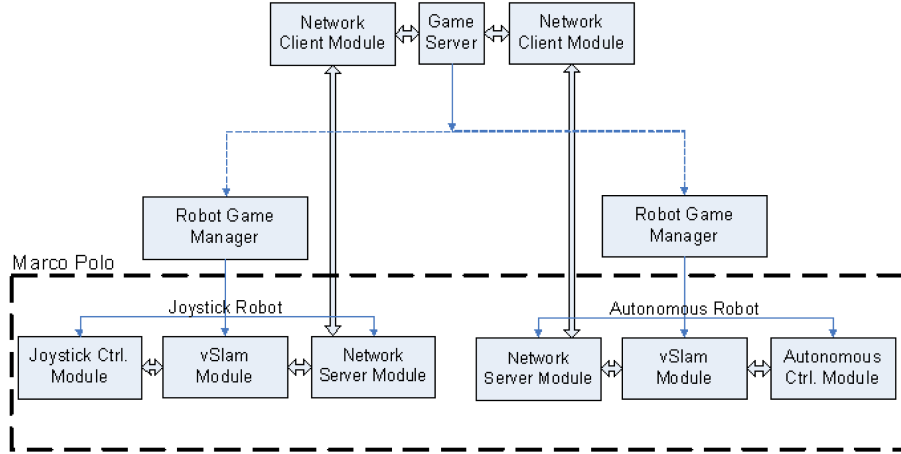 Network
Client Module
Game
Server
Network
Client Module
Robot Game
Manager
Robot Game
Manager
Marco Polo
Joystick Robot
Autonomous Robot
Joystick Ctrl.
Module
vSlam
Module
Network
Server Module
Network
Server Module
vSlam
Module
Autonomous
Ctrl. Module